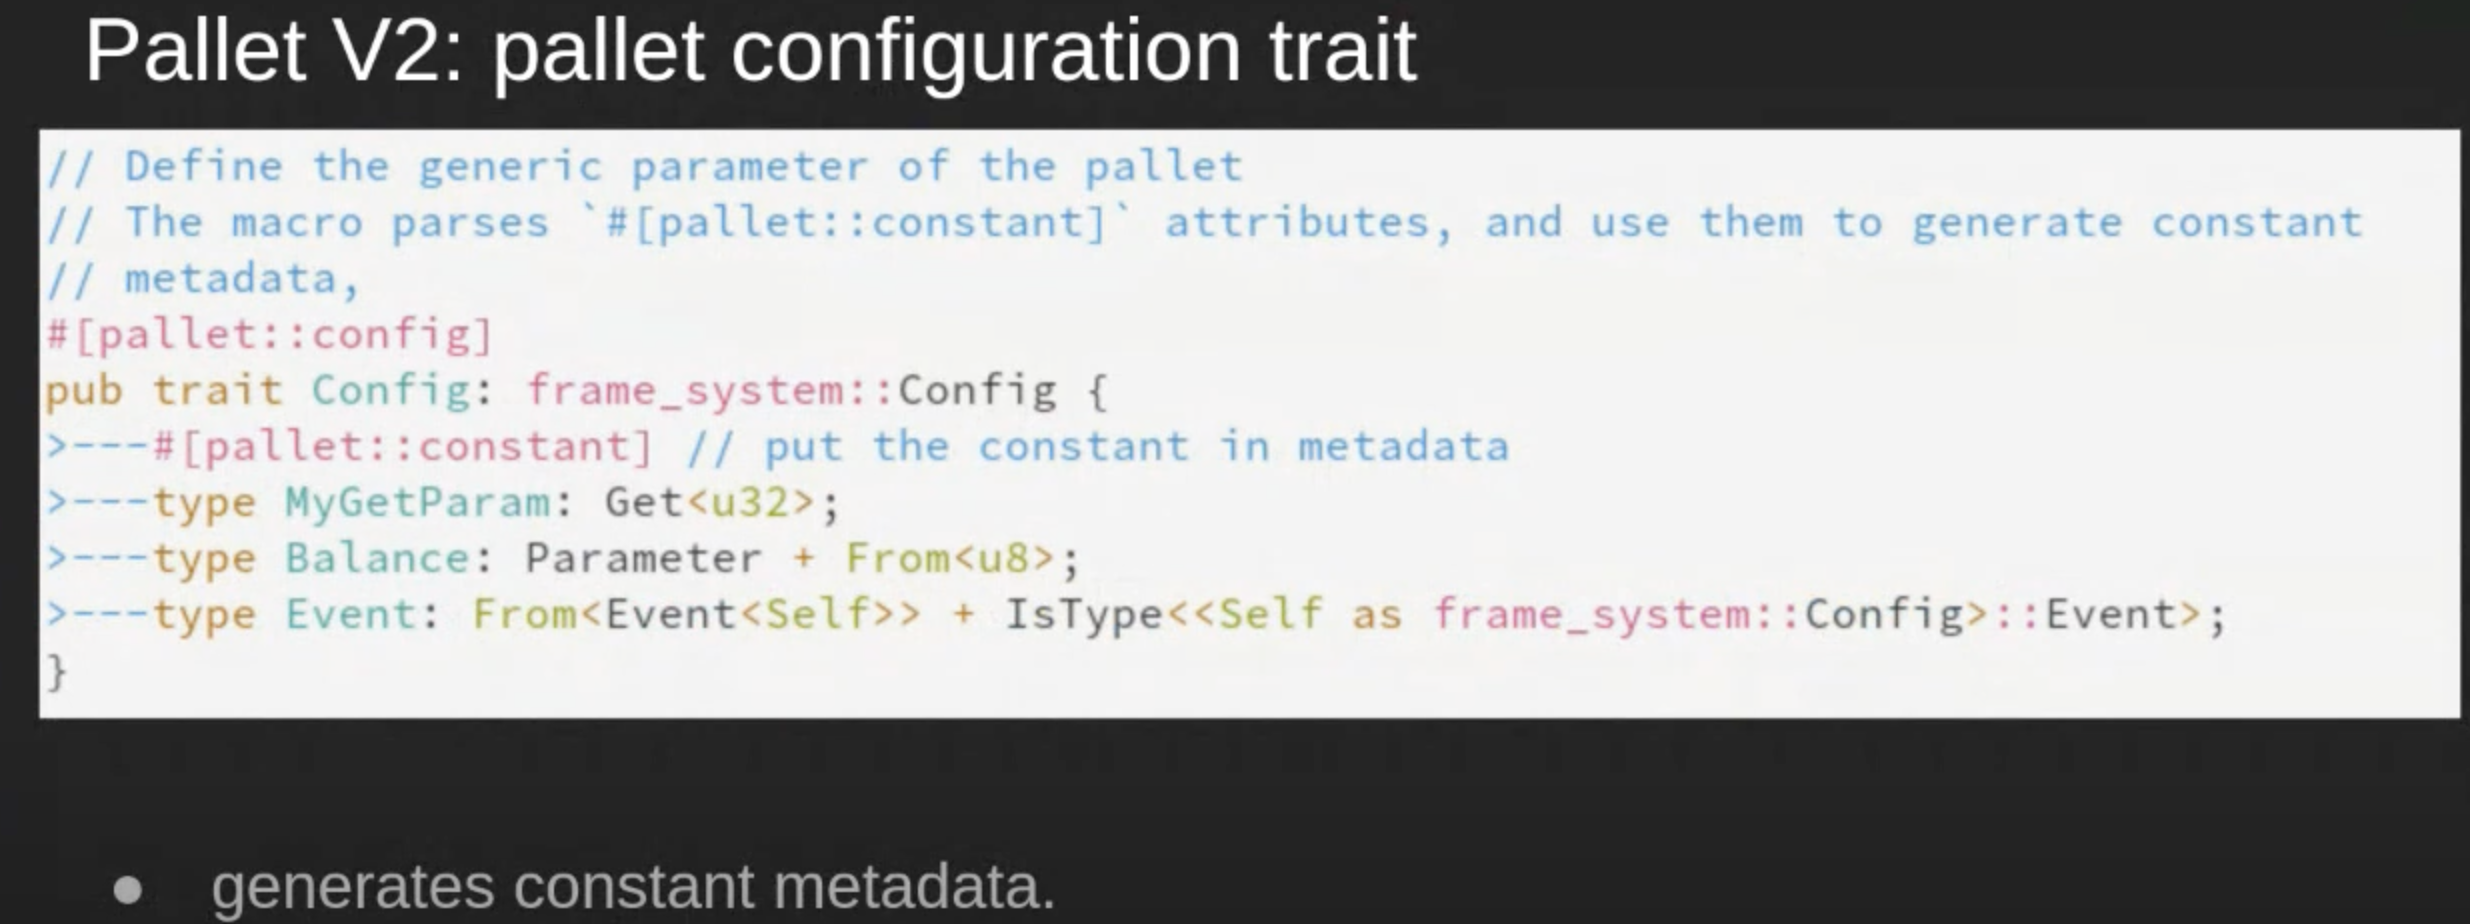 Pallet V2: pallet configuration trait
// Define the generic parameter of the pallet
// The macro parses `#[pallet::constant]` attributes, and use them to generate constant
// metadata,
#[pallet::config]
pub trait Config: frame_system::Config {
>---#[pallet::constant] // put the constant in metadata
>---type MyGetParam: Get<u32>;
>---type Balance: Parameter + From<u8>;
>---type Event: From<Event<Self>> + IsType<<Self as frame_system::Config>::Event>;
}
● generates constant metadata.